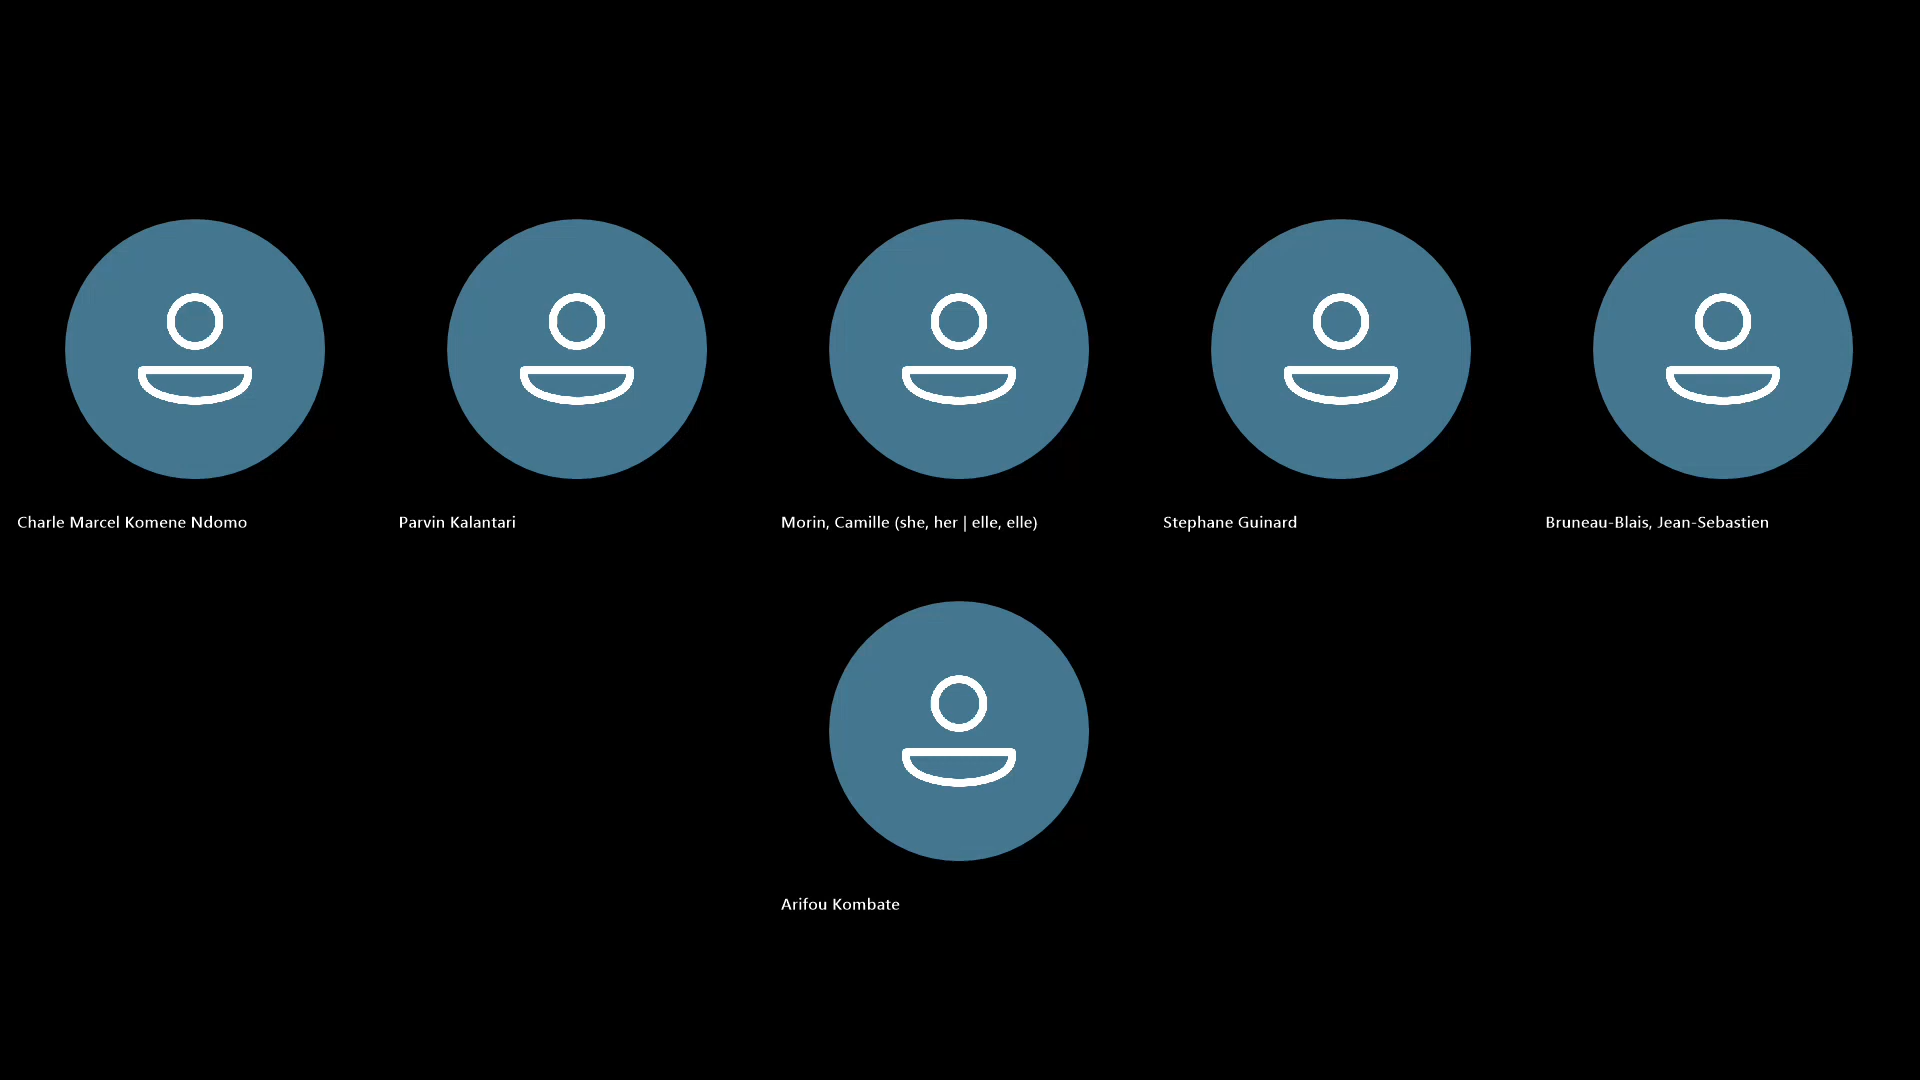 Charle Marcel Komene Ndomo
Parvin Kalantari
Morin, Camille (she, her | elle, elle)
Stephane Guinard
Bruneau-Blais, Jean-Sebastien
Arifou Kombate